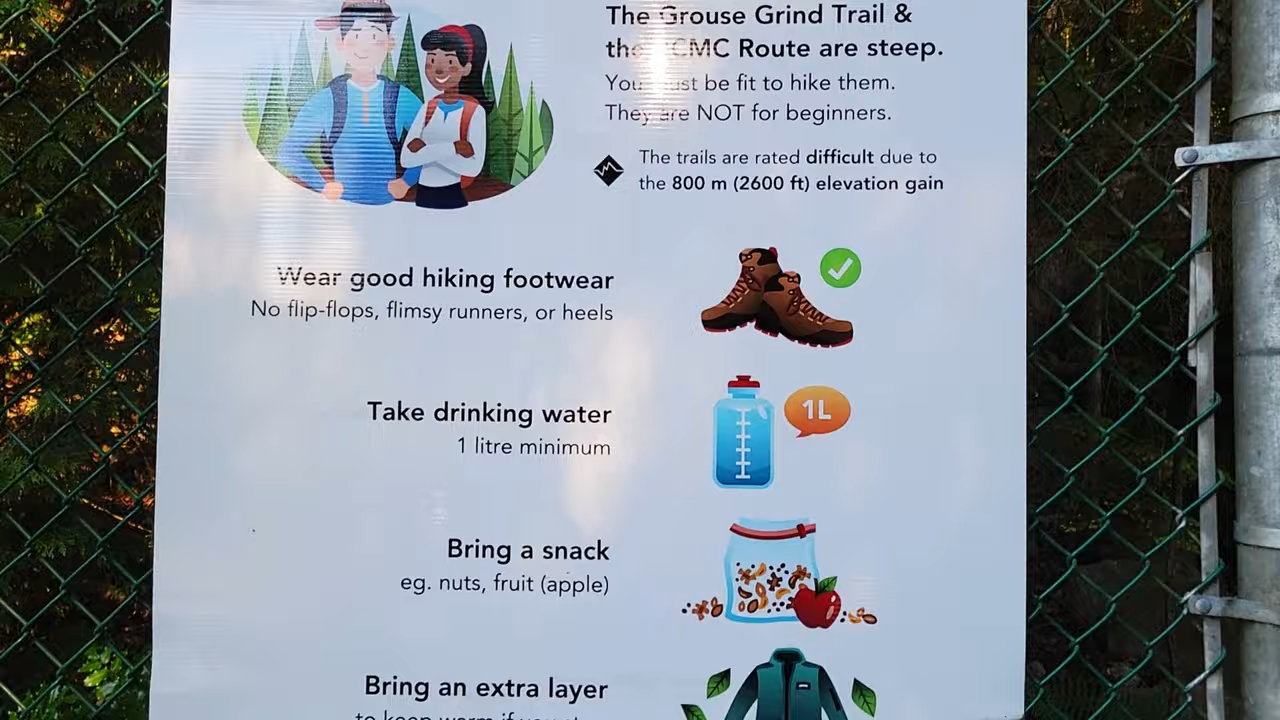 The Grouse Grind Trail &
the BCMC Route are steep.
You must be fit to hike them.
They are NOT for beginners.
The trails are rated difficult due to
the 800 m (2600 ft) elevation gain
Wear good hiking footwear
No flip-flops, flimsy runners, or heels
Take drinking water
1 litre minimum
1L
Bring a snack
eg. nuts, fruit (apple)
Bring an extra layer
to keep warm if you